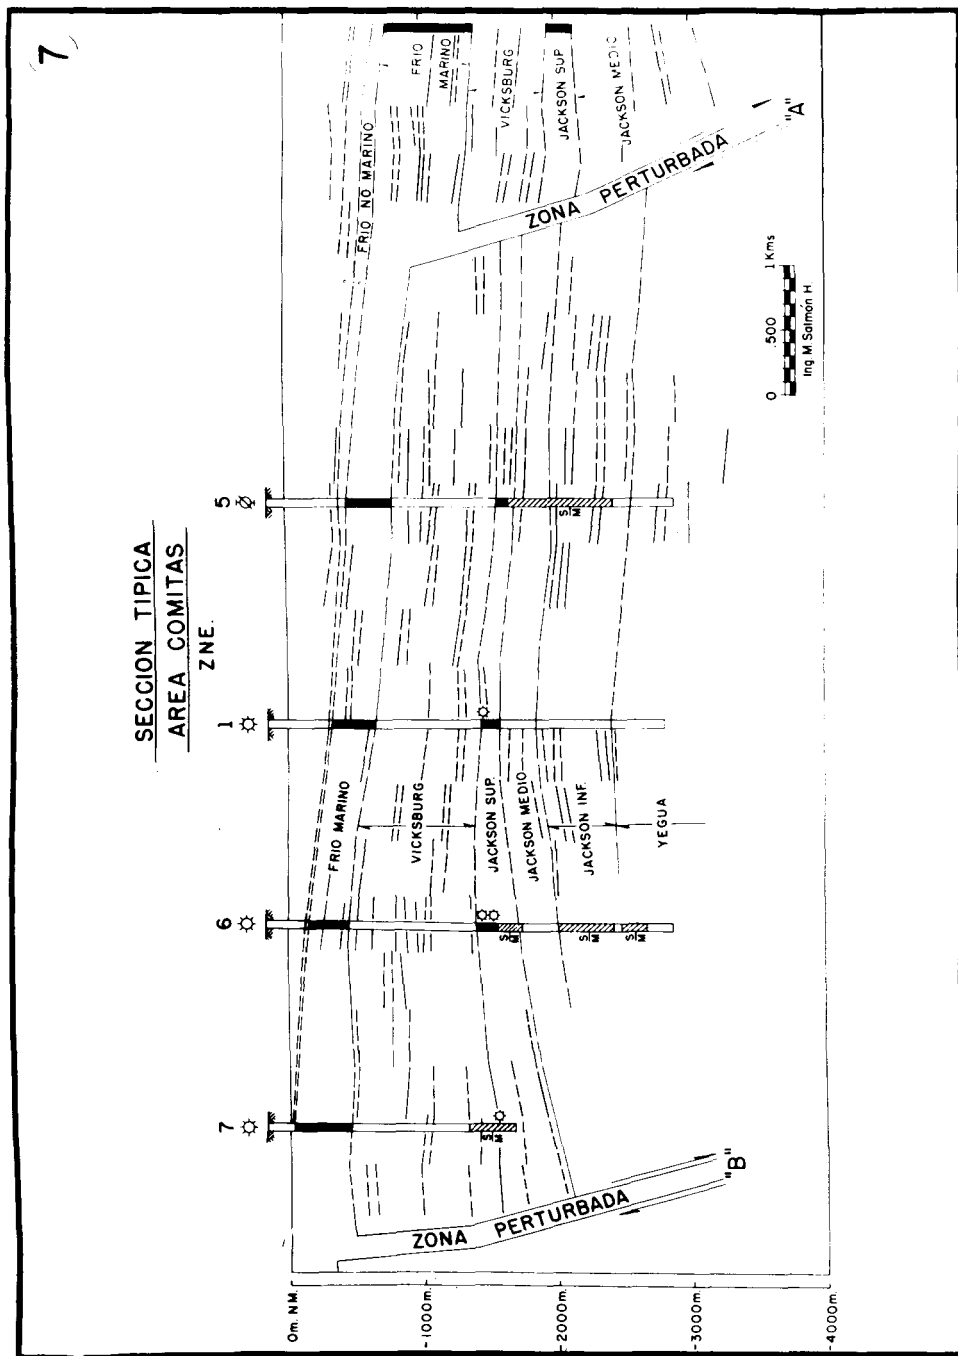 7
SECCION TIPICA
AREA COMITAS
ZNE.
7
6
1
5
0m. N.M.
-1000m.
-2000m.
-3000m.
-4000m.
FRIO MARINO
VICKSBURG
JACKSON SUP.
JACKSON MEDIO
JACKSON INF.
YEGUA
FRIO NO MARINO
FRIO
MARINO
VICKSBURG
JACKSON SUP
JACKSON MEDIO
ZONA PERTURBADA
"B"
ZONA PERTURBADA
"A"
S/M
S/M
S/M
S/M
S/M
0 .500 1 Kms
Ing M Salmón H